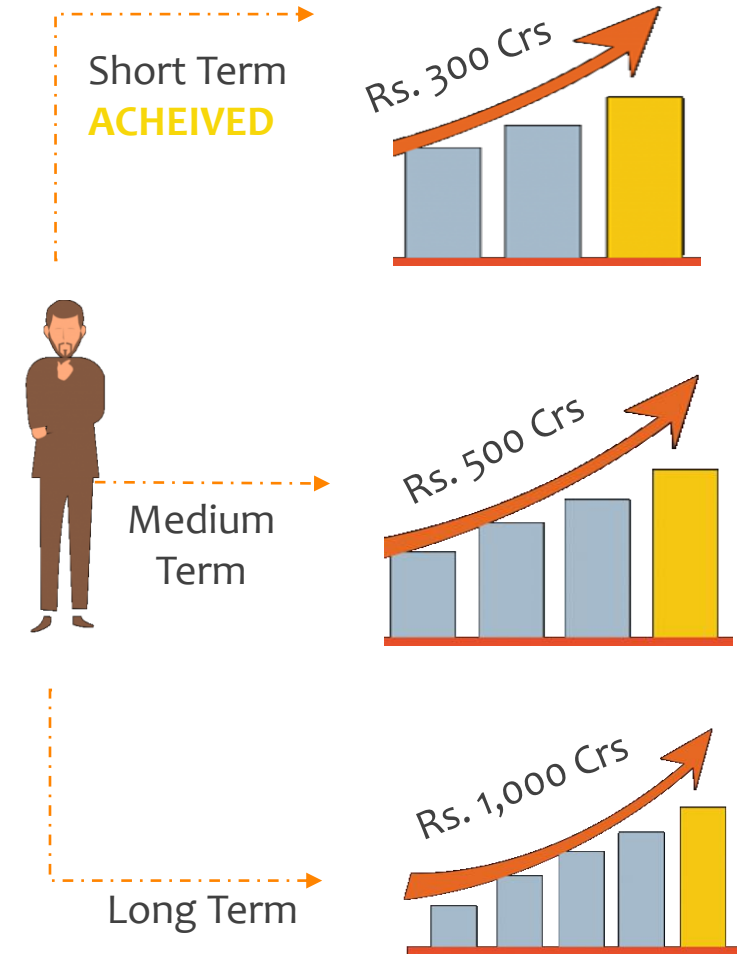 Short Term
ACHEIVED
Rs. 300 Crs
Medium
Term
Rs. 500 Crs
Long Term
Rs. 1,000 Crs